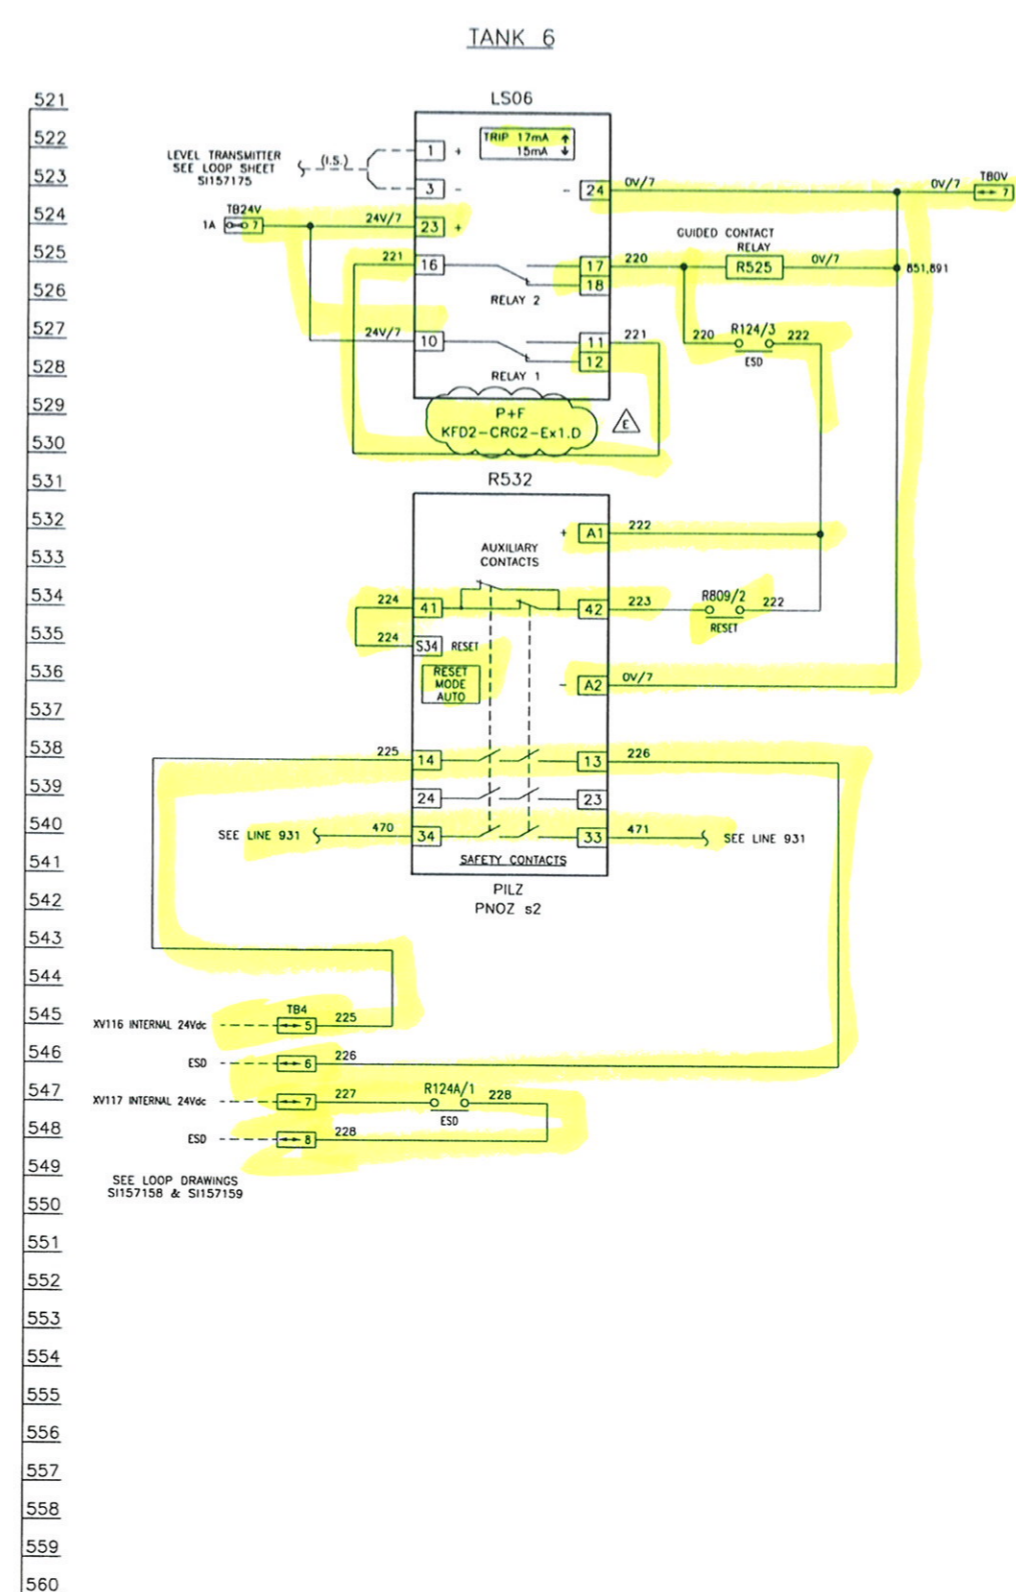 TANK 6
521
LS06
522
TRIP 17mA ↑
15mA ↓
LEVEL TRANSMITTER
SEE LOOP SHEET
SI157175
(I.S.)
1 +
523
3 -
- 24
0V/7
0V/7
TB0V
7
524
TB24V
1A
7
24V/7
23 +
GUIDED CONTACT
RELAY
525
221
16
17
220
R525
0V/7
851,891
18
526
RELAY 2
527
24V/7
10
11
221
220
R124/3
222
12
ESD
528
RELAY 1
529
P+F
KFD2-CRG2-Ex1.D
E
530
R532
531
532
+ A1
222
533
AUXILIARY
CONTACTS
534
224
41
42
223
R809/2
222
RESET
535
224
S34
RESET
536
RESET
MODE
AUTO
- A2
0V/7
537
538
225
14
13
226
539
24
23
540
SEE LINE 931
470
34
33
471
SEE LINE 931
541
SAFETY CONTACTS
PILZ
PNOZ s2
542
543
544
545
XV116 INTERNAL 24Vdc
TB4
5
225
546
ESD
6
226
547
XV117 INTERNAL 24Vdc
7
227
R124A/1
228
ESD
548
ESD
8
228
549
SEE LOOP DRAWINGS
SI157158 & SI157159
550
551
552
553
554
555
556
557
558
559
560